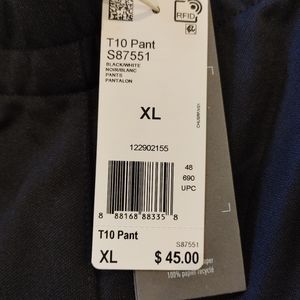 RFID
T10 Pant
S87551
BLACK/WHITE
NOIR/BLANC
PANTS
PANTALON
XL
122902155
48
690
UPC
8 88168 88335 8
T10 Pant
S87551
XL $ 45.00
100% papier recyclé